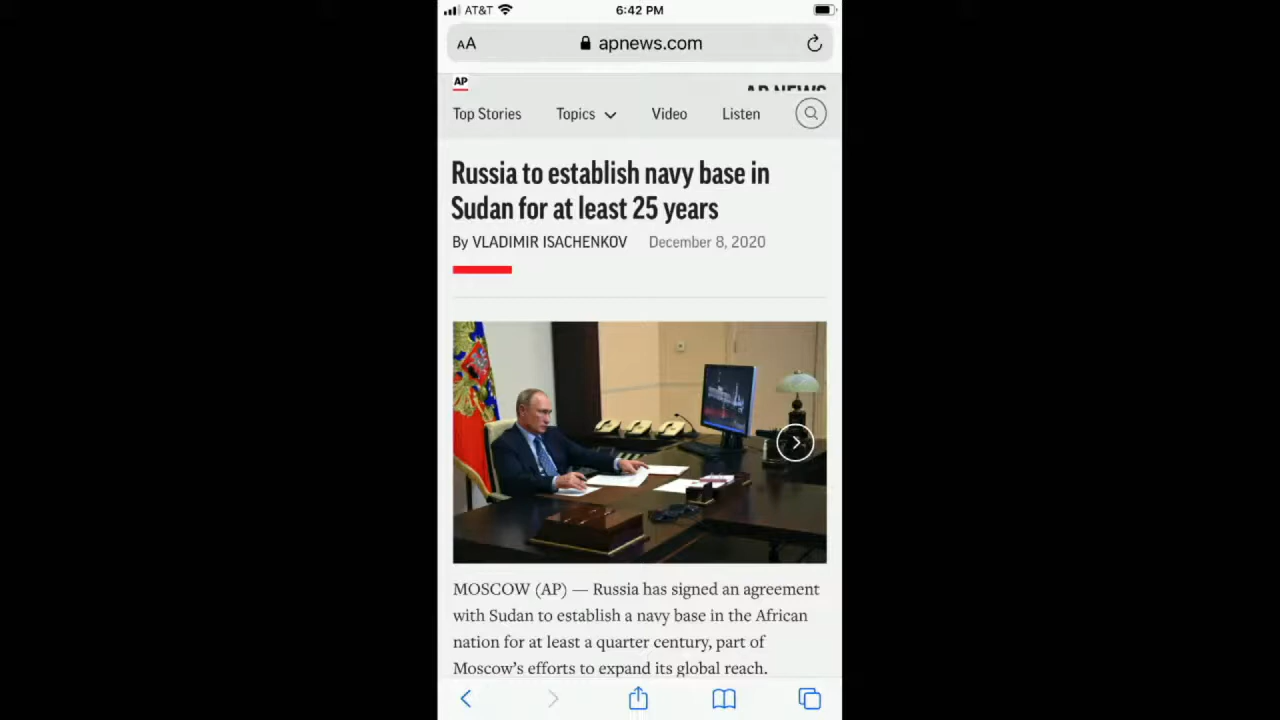 AT&T 6:42 PM
AA apnews.com
AP
AP NEWS
Top Stories Topics Video Listen
Russia to establish navy base in
Sudan for at least 25 years
By VLADIMIR ISACHENKOV December 8, 2020
MOSCOW (AP) — Russia has signed an agreement
with Sudan to establish a navy base in the African
nation for at least a quarter century, part of
Moscow’s efforts to expand its global reach.